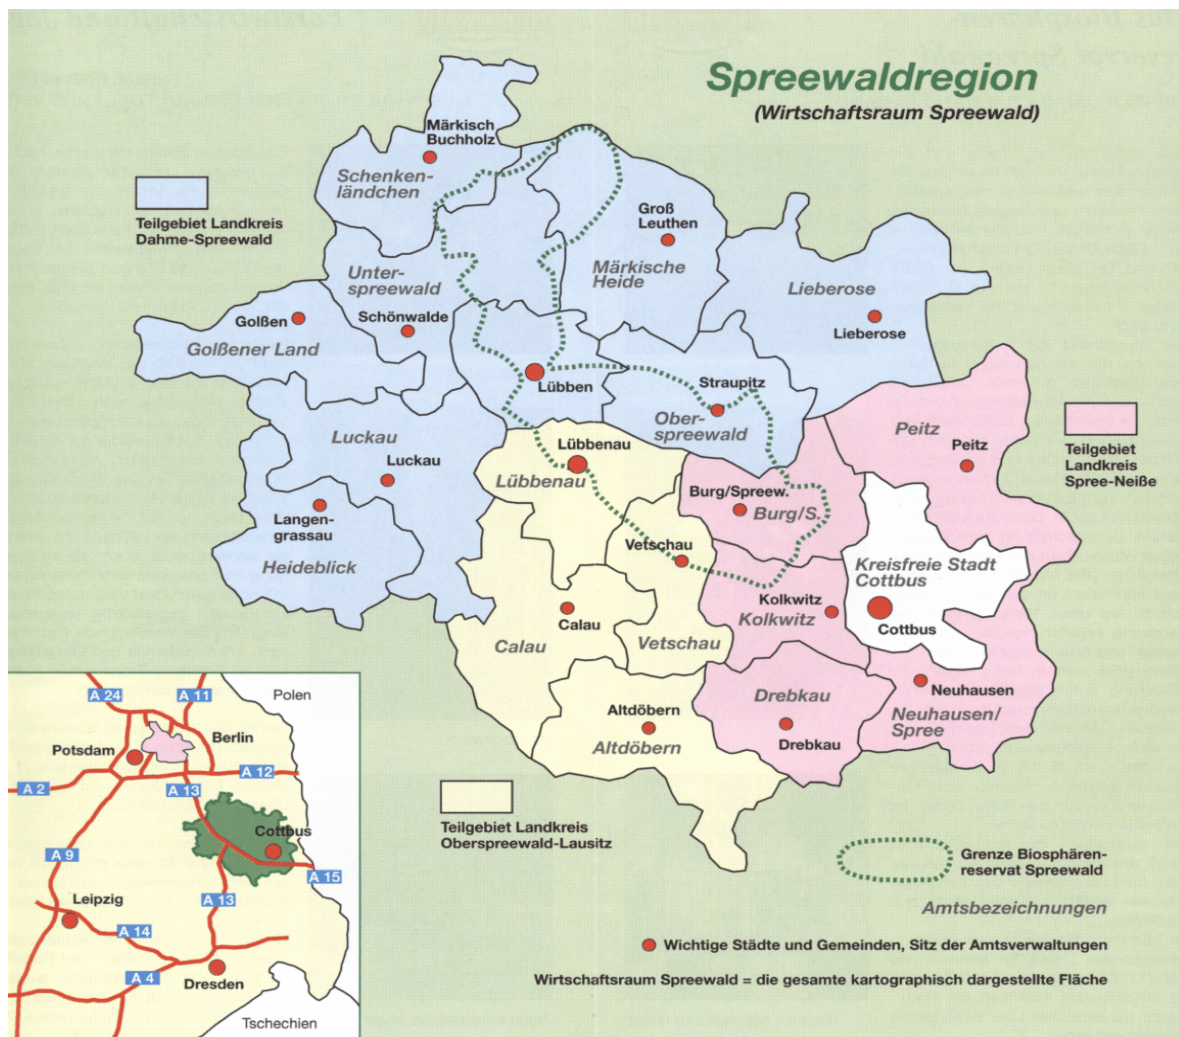 Spreewaldregion
(Wirtschaftsraum Spreewald)
Märkisch
Buchholz
Schenken-
ländchen
Teilgebiet Landkreis
Dahme-Spreewald
Groß
Leuthen
Märkische
Heide
Unter-
spreewald
Schönwalde
Lieberose
Lieberose
Golßen
Golßener Land
Lübben
Straupitz
Ober-
spreewald
Luckau
Luckau
Langen-
grassau
Heideblick
Lübbenau
Lübbenau
Peitz
Peitz
Teilgebiet
Landkreis
Spree-Neiße
Burg/Spreew.
Burg/S.
Vetschau
Vetschau
Kreisfreie Stadt
Cottbus
Cottbus
Kolkwitz
Kolkwitz
Calau
Calau
Drebkau
Drebkau
Neuhausen
Neuhausen/
Spree
Altdöbern
Altdöbern
Teilgebiet Landkreis
Oberspreewald-Lausitz
A 24
A 11
Polen
Potsdam
Berlin
A 12
A 2
A 13
Cottbus
A 9
A 15
A 13
Leipzig
A 14
A 4
Dresden
Tschechien
Grenze Biosphären-
reservat Spreewald
Amtsbezeichnungen
Wichtige Städte und Gemeinden, Sitz der Amtsverwaltungen
Wirtschaftsraum Spreewald = die gesamte kartographisch dargestellte Fläche